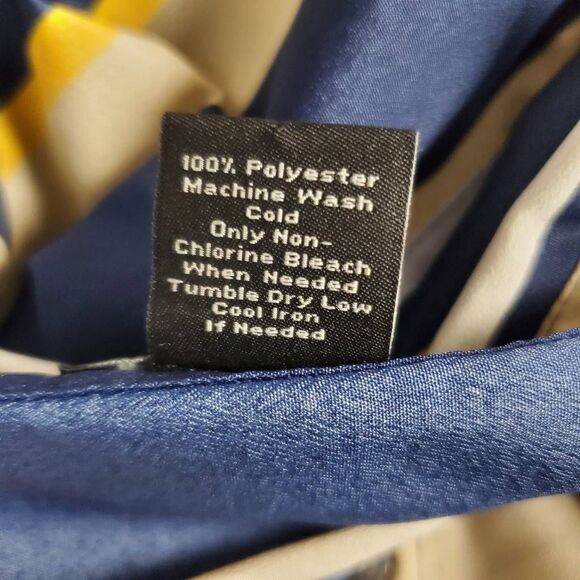 100% Polyester
Machine Wash
Cold
Only Non-
Chlorine Bleach
When Needed
Tumble Dry Low
Cool Iron
If Needed